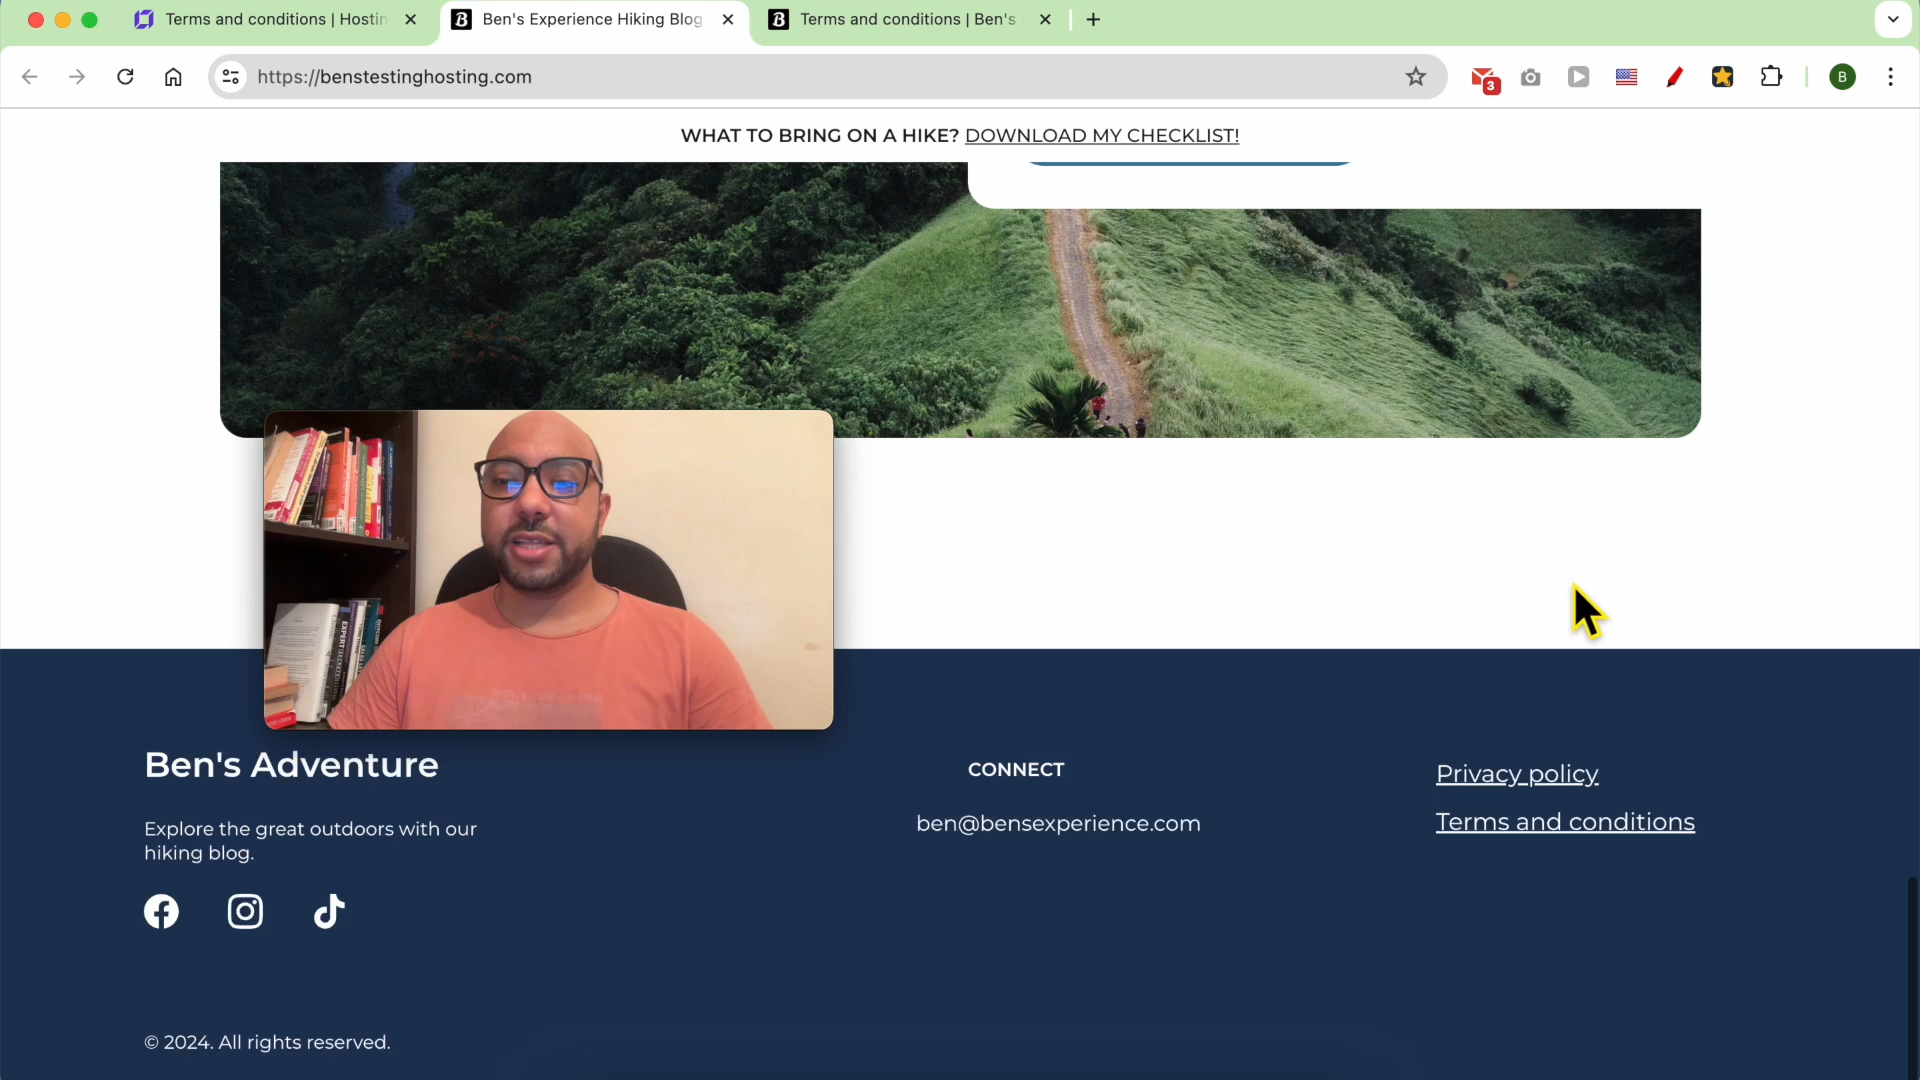 Terms and conditions | Hostin
Ben's Experience Hiking Blog
Terms and conditions | Ben's
https://benstestinghosting.com
3
B
WHAT TO BRING ON A HIKE? DOWNLOAD MY CHECKLIST!
EXPERT
Ben's Adventure
Explore the great outdoors with our
hiking blog.
CONNECT
ben@bensexperience.com
Privacy policy
Terms and conditions
© 2024. All rights reserved.